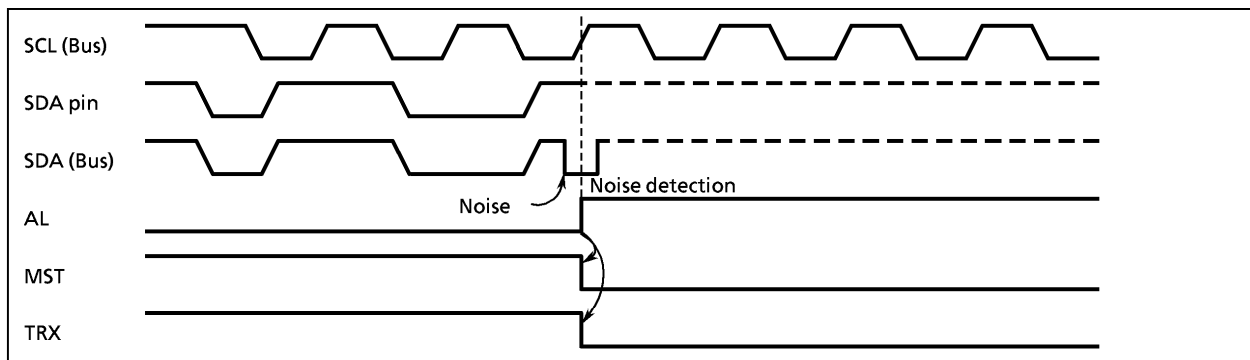 SCL (Bus)
SDA pin
SDA (Bus)
Noise detection
Noise
AL
MST
TRX